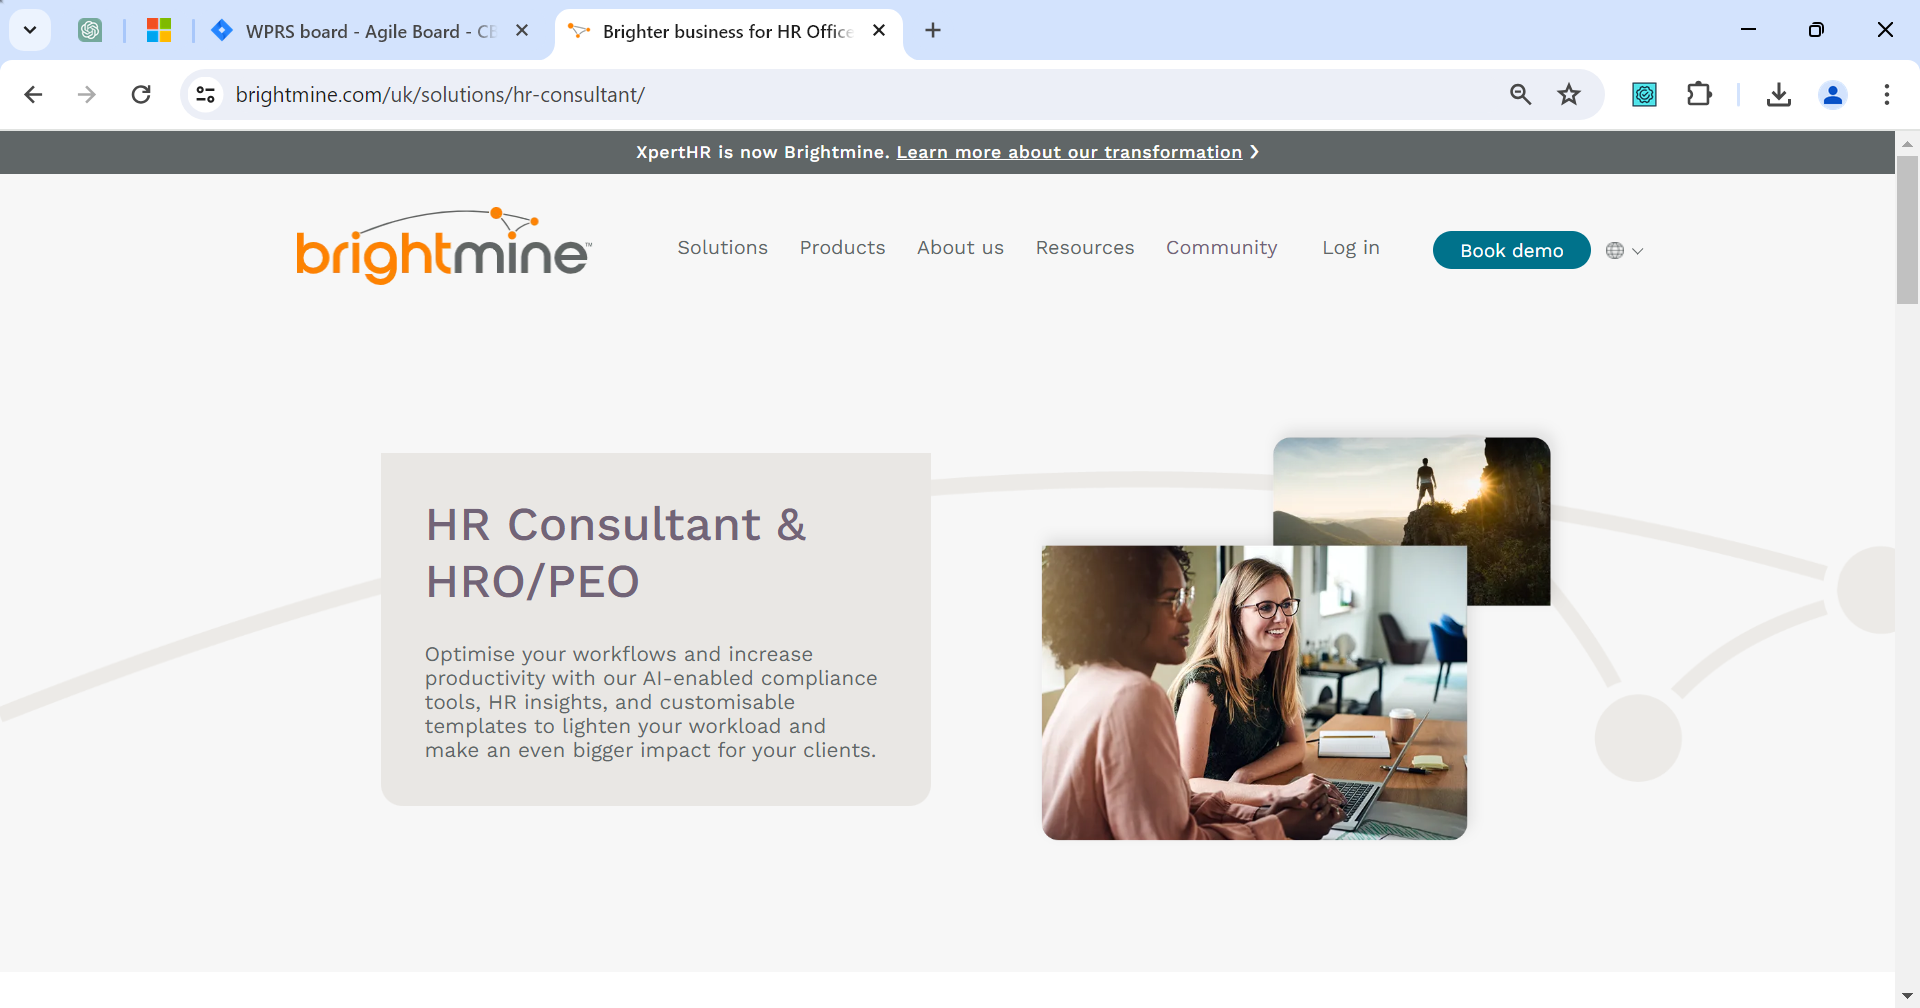 WPRS board - Agile Board - CE
Brighter business for HR Office
brightmine.com/uk/solutions/hr-consultant/
XpertHR is now Brightmine. Learn more about our transformation ❯
brightmine™
Solutions
Products
About us
Resources
Community
Log in
Book demo
HR Consultant &
HRO/PEO
Optimise your workflows and increase
productivity with our AI-enabled compliance
tools, HR insights, and customisable
templates to lighten your workload and
make an even bigger impact for your clients.